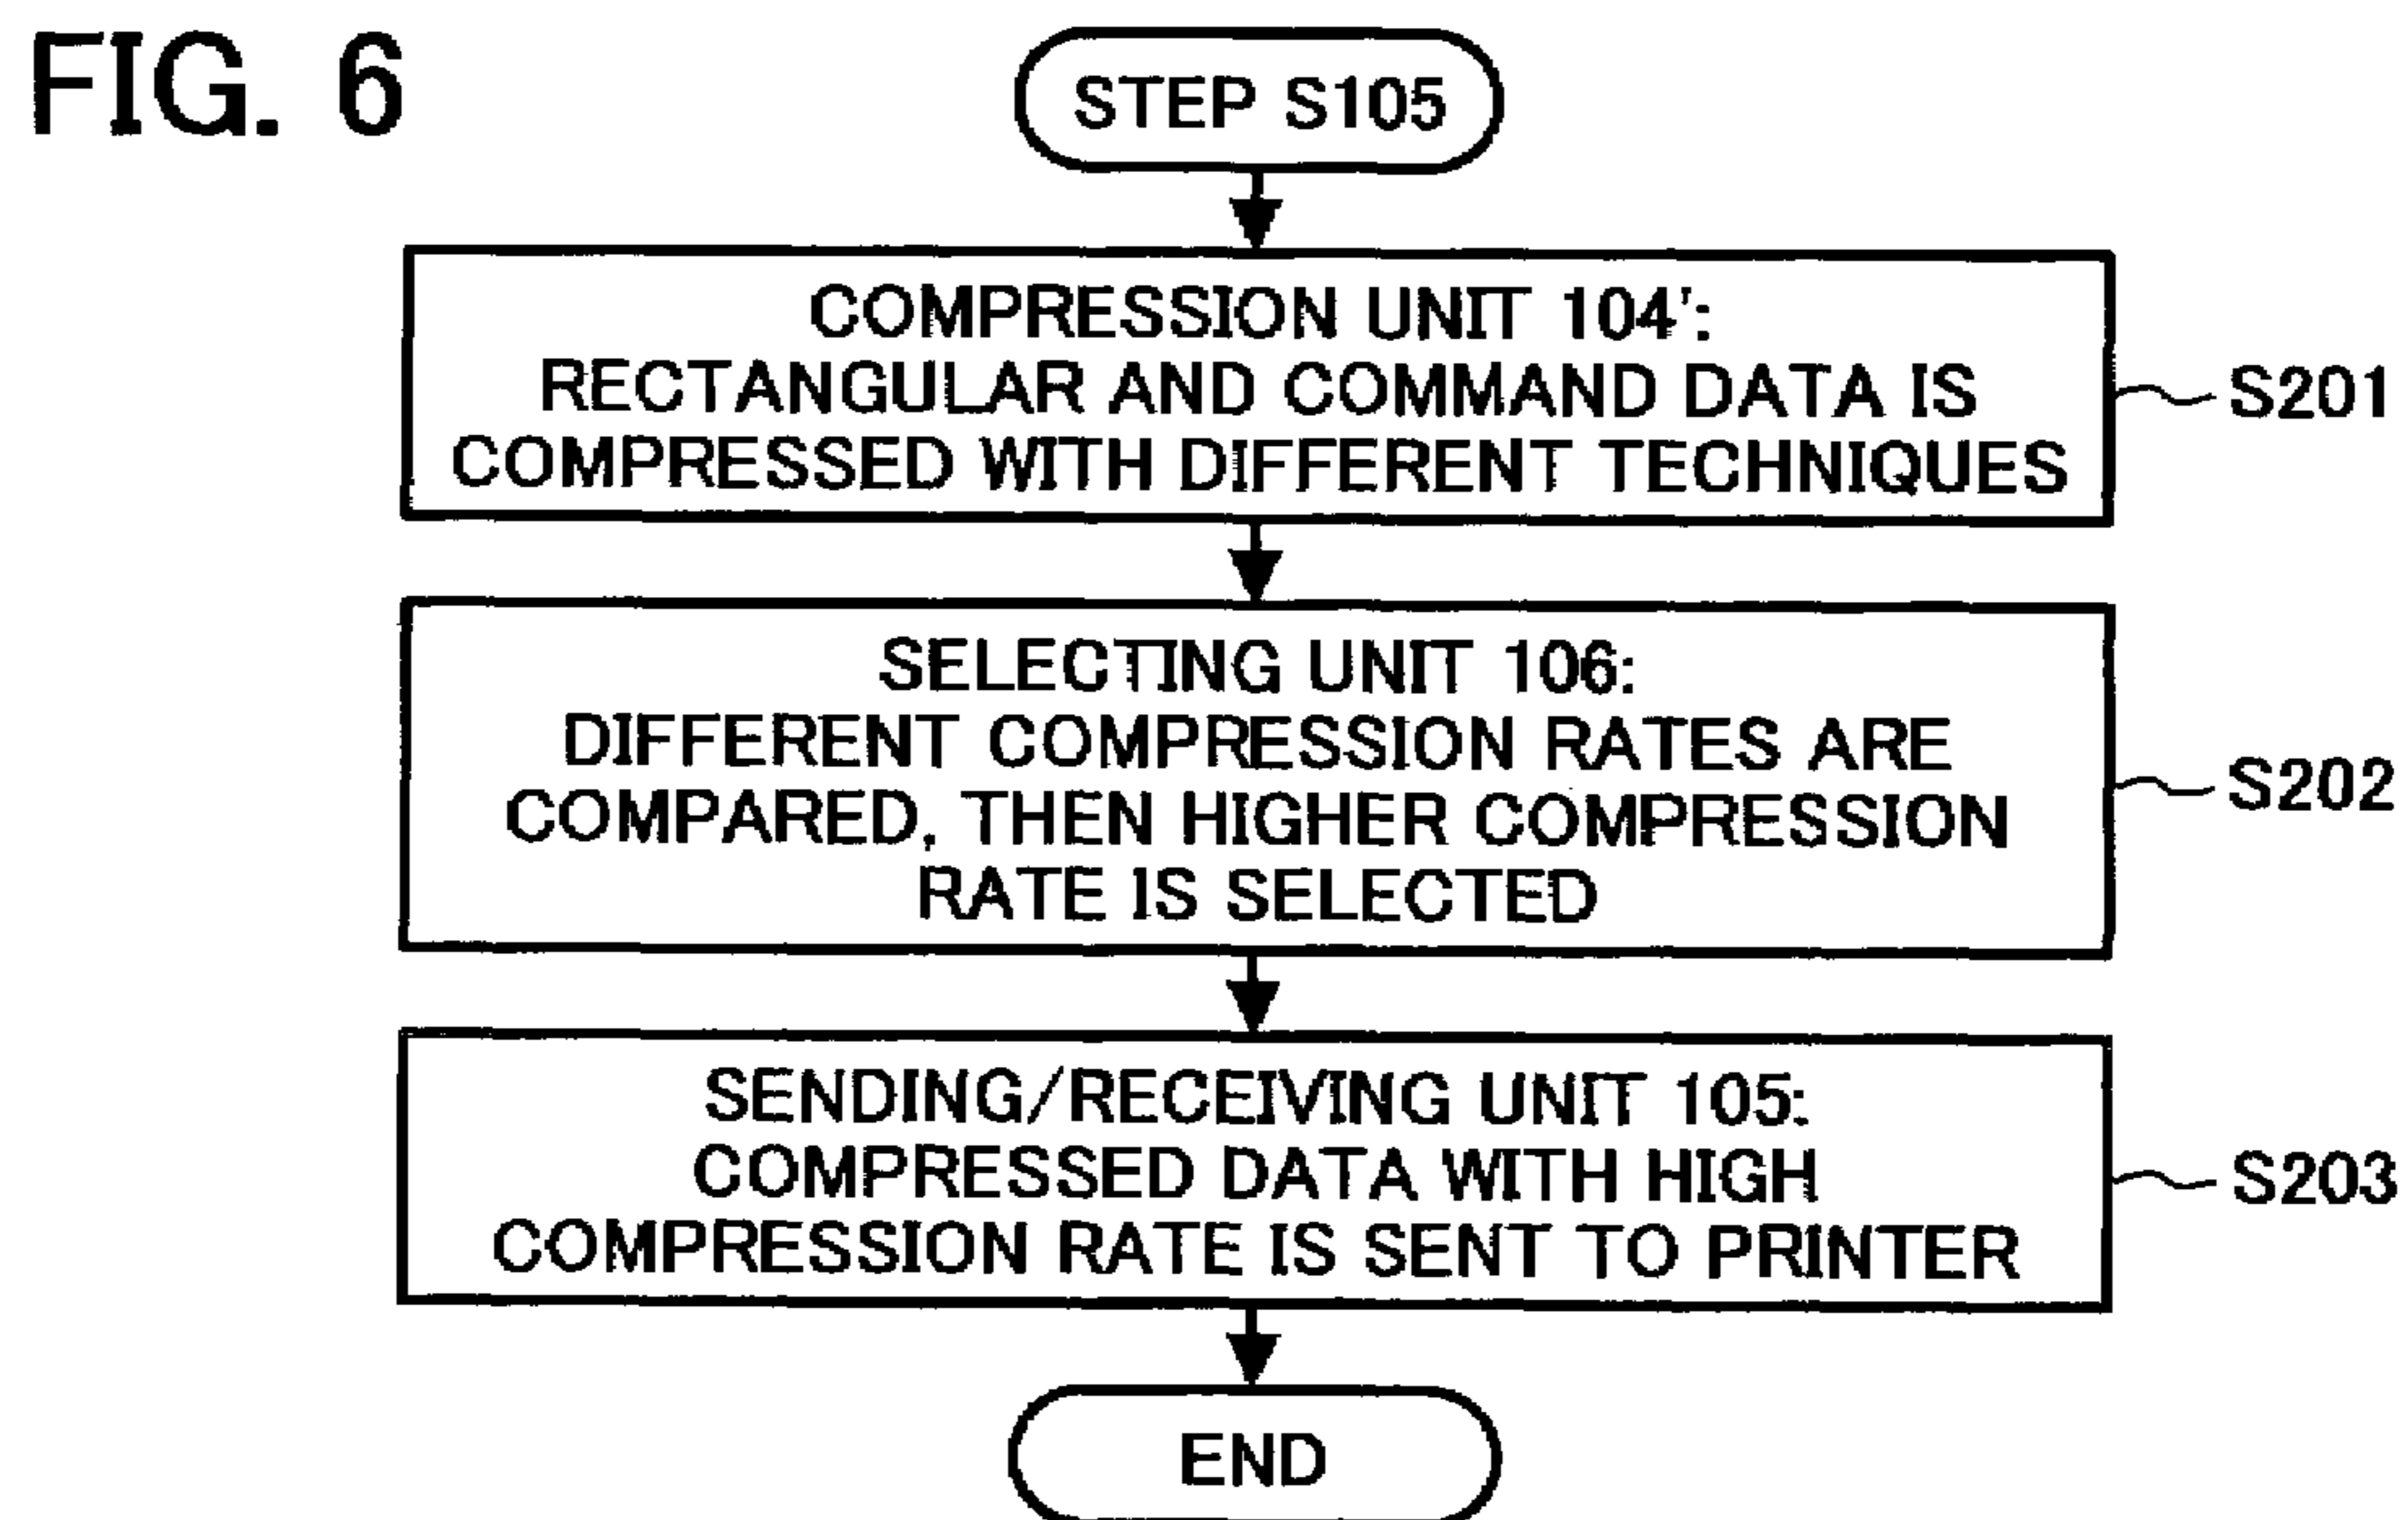 FIG. 6
STEP S105
COMPRESSION UNIT 104':
RECTANGULAR AND COMMAND DATA IS
COMPRESSED WITH DIFFERENT TECHNIQUES
S201
SELECTING UNIT 106:
DIFFERENT COMPRESSION RATES ARE
COMPARED, THEN HIGHER COMPRESSION
RATE IS SELECTED
S202
SENDING/RECEIVING UNIT 105:
COMPRESSED DATA WITH HIGH
COMPRESSION RATE IS SENT TO PRINTER
S203
END